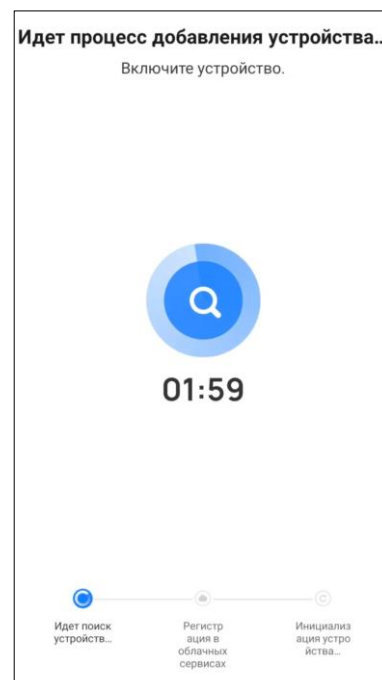 Идет процесс добавления устройства..
Включите устройство.
01:59
Идет поиск
устройств...
Регистр
ация в
облачных
сервисах
Инициализ
ация устро
йства...